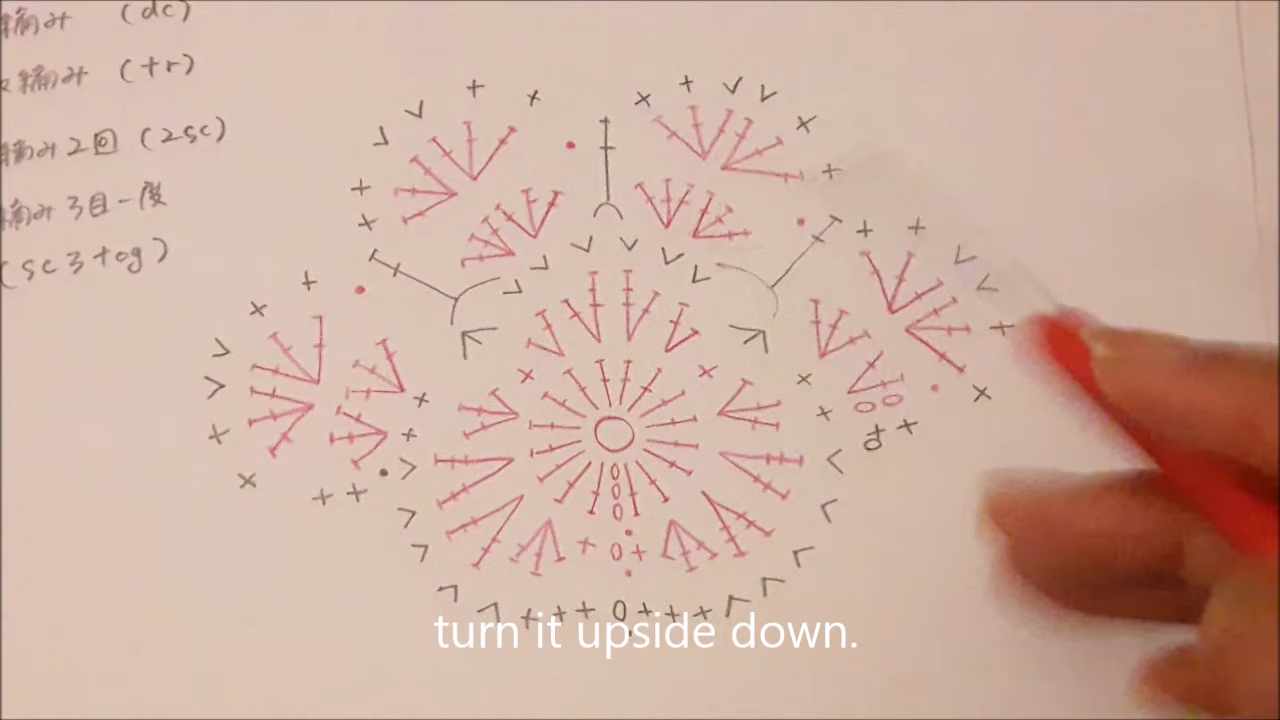 編み (dc)
編み (tr)
編み2回 (2sc)
編み3目一度
(sc3tog)
turn it upside down.